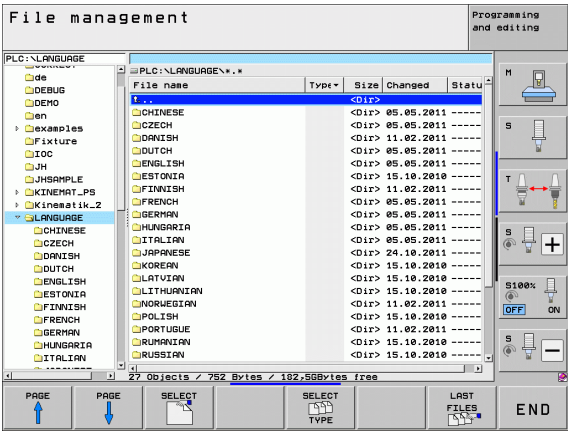 File management
Programming
and editing
PLC:\LANGUAGE
de
DEBUG
DEMO
en
examples
Fixture
IOC
JH
JHSAMPLE
KINEMAT_PS
Kinematik_2
LANGUAGE
CHINESE
CZECH
DANISH
DUTCH
ENGLISH
ESTONIA
FINNISH
FRENCH
GERMAN
HUNGARIA
ITALIAN
PLC:\LANGUAGE\*.*
File name Type Size Changed Statu
.. <Dir>
CHINESE <Dir> 05.05.2011 -----
CZECH <Dir> 05.05.2011 -----
DANISH <Dir> 11.02.2011 -----
DUTCH <Dir> 05.05.2011 -----
ENGLISH <Dir> 05.05.2011 -----
ESTONIA <Dir> 15.10.2010 -----
FINNISH <Dir> 11.02.2011 -----
FRENCH <Dir> 05.05.2011 -----
GERMAN <Dir> 05.05.2011 -----
HUNGARIA <Dir> 05.05.2011 -----
ITALIAN <Dir> 05.05.2011 -----
JAPANESE <Dir> 24.10.2011 -----
KOREAN <Dir> 15.10.2010 -----
LATVIAN <Dir> 15.10.2010 -----
LITHUANIAN <Dir> 15.10.2010 -----
NORWEGIAN <Dir> 11.02.2011 -----
POLISH <Dir> 15.10.2010 -----
PORTUGUE <Dir> 11.02.2011 -----
RUMANIAN <Dir> 15.10.2010 -----
RUSSIAN <Dir> 15.10.2010 -----
27 Objects / 752 Bytes / 182,5GBytes free
M
S
T
S
S100%
OFF ON
S
PAGE
PAGE
SELECT
SELECT
TYPE
LAST
FILES
END